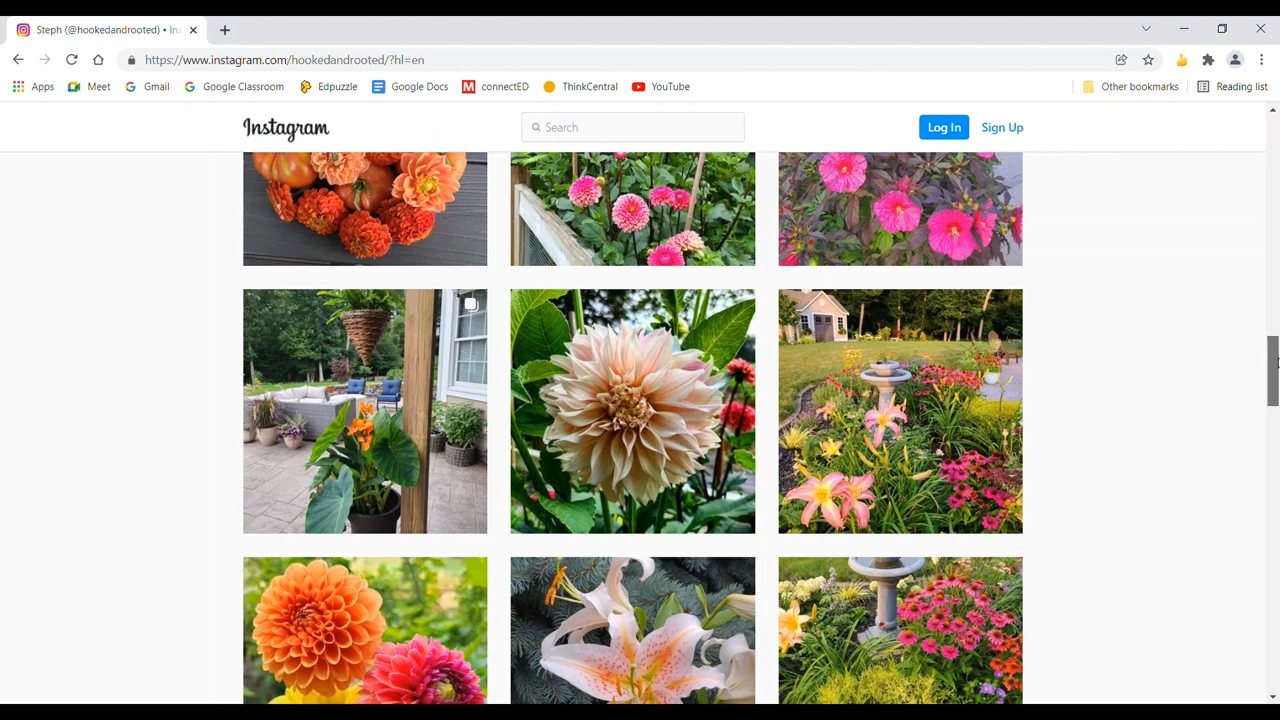 Steph (@hookedandrooted) • Ins
https://www.instagram.com/hookedandrooted/?hl=en
Apps Meet Gmail Google Classroom Edpuzzle Google Docs connectED ThinkCentral YouTube Other bookmarks Reading list
Instagram Search Log In Sign Up